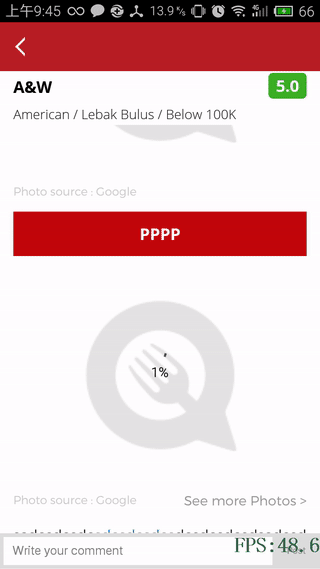 上午9:45 13.9 K/s 4G 66
A&W 5.0
American / Lebak Bulus / Below 100K
Photo source : Google
PPPP
1%
Photo source : Google See more Photos >
Write your comment
FPS:48.6